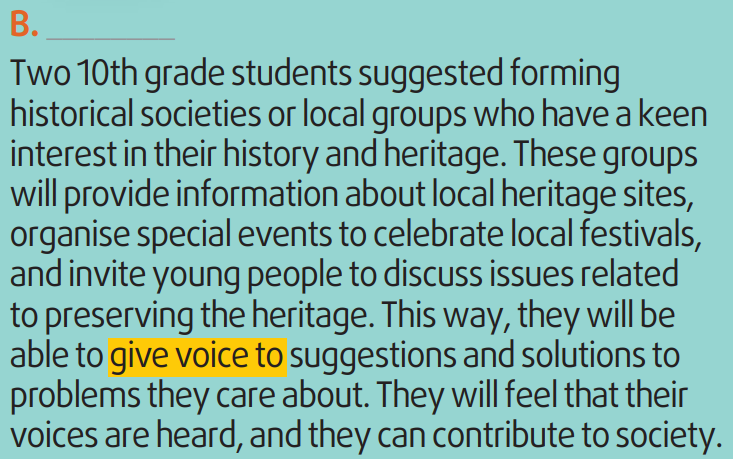 B. ________
Two 10th grade students suggested forming
historical societies or local groups who have a keen
interest in their history and heritage. These groups
will provide information about local heritage sites,
organise special events to celebrate local festivals,
and invite young people to discuss issues related
to preserving the heritage. This way, they will be
able to give voice to suggestions and solutions to
problems they care about. They will feel that their
voices are heard, and they can contribute to society.